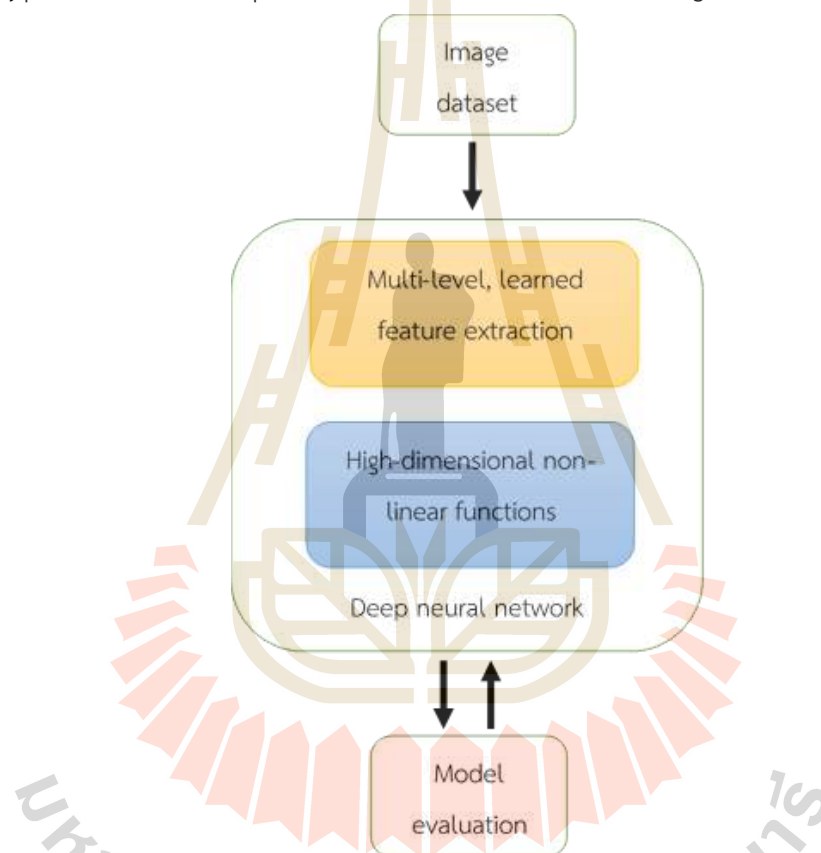 Image
dataset
Multi-level, learned
feature extraction
High-dimensional non-
linear functions
Deep neural network
Model
evaluation